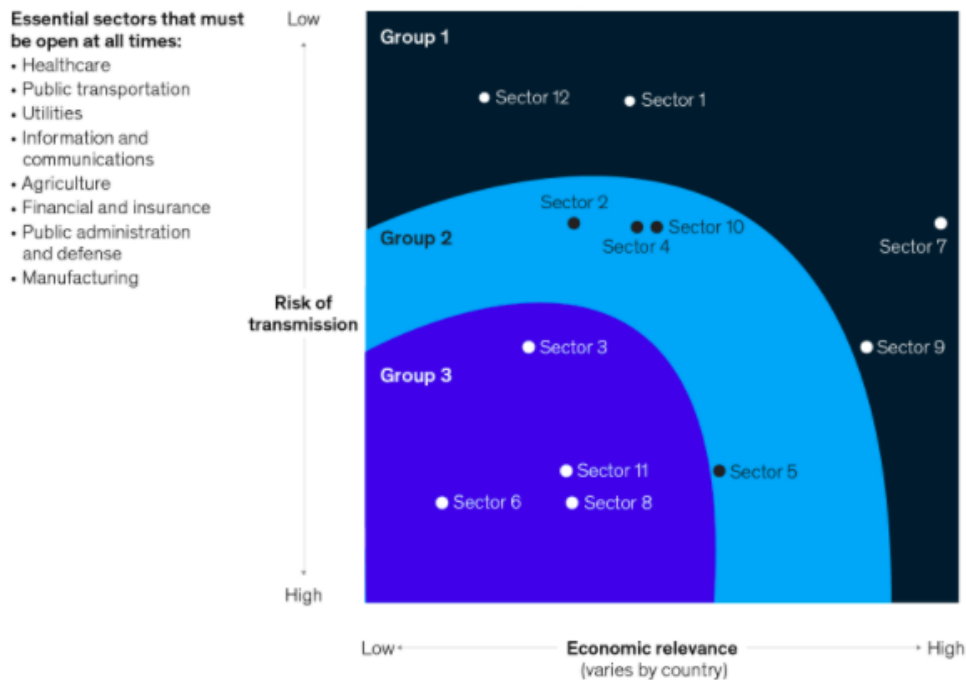 Essential sectors that must
be open at all times:
• Healthcare
• Public transportation
• Utilities
• Information and
communications
• Agriculture
• Financial and insurance
• Public administration
and defense
• Manufacturing
Low
Risk of
transmission
High
Group 1
Sector 12
Sector 1
Sector 2
Group 2
Sector 10
Sector 4
Sector 7
Sector 3
Sector 9
Group 3
Sector 11
Sector 5
Sector 6
Sector 8
Low
Economic relevance
High
(varies by country)